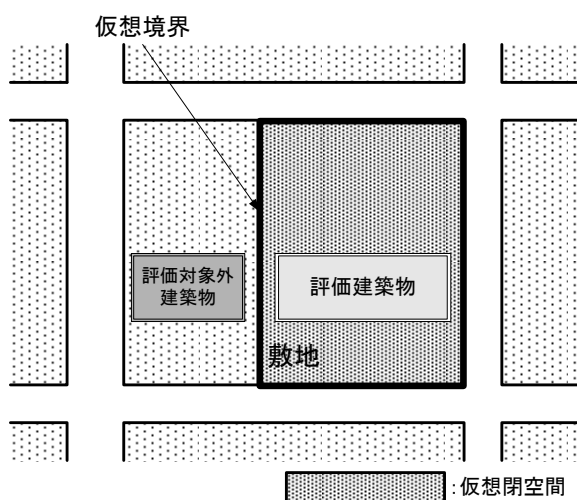 仮想境界
評価対象外
建築物
評価建築物
敷地
：仮想閉空間